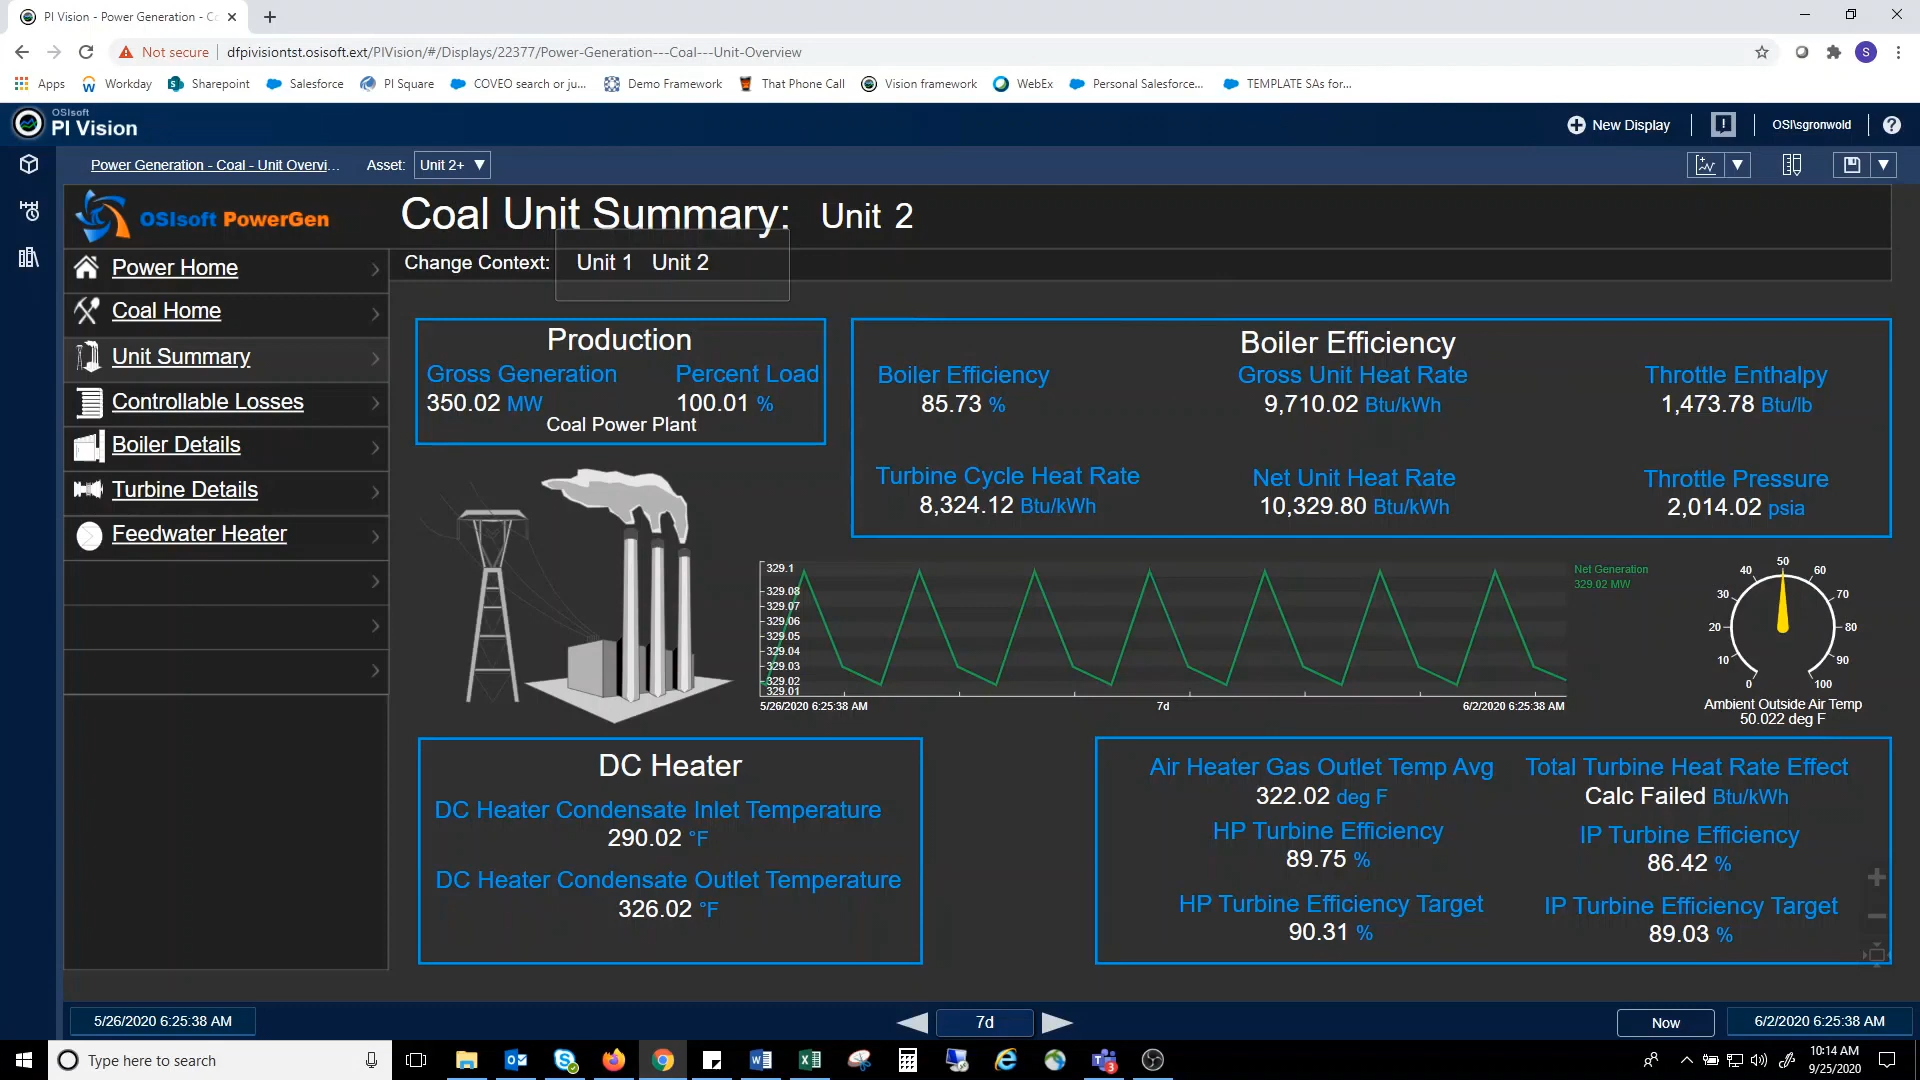 PI Vision - Power Generation - Co
Not secure
dfpivisiontst.osisoft.ext/PIVision/#/Displays/22377/Power-Generation---Coal---Unit-Overview
S
Apps
Workday
Sharepoint
Salesforce
PI Square
COVEO search or ju...
Demo Framework
That Phone Call
Vision framework
WebEx
Personal Salesforce...
TEMPLATE SAs for...
OSIsoft
PI Vision
New Display
OSI\sgronwold
Power Generation - Coal - Unit Overvi...
Asset:
Unit 2+
OSIsoft PowerGen
Coal Unit Summary: Unit 2
Change Context: Unit 1 Unit 2
Power Home
Coal Home
Unit Summary
Controllable Losses
Boiler Details
Turbine Details
Feedwater Heater
Production
Gross Generation Percent Load
350.02 MW 100.01 %
Coal Power Plant
Boiler Efficiency
Boiler Efficiency Gross Unit Heat Rate Throttle Enthalpy
85.73 % 9,710.02 Btu/kWh 1,473.78 Btu/lb
Turbine Cycle Heat Rate Net Unit Heat Rate Throttle Pressure
8,324.12 Btu/kWh 10,329.80 Btu/kWh 2,014.02 psia
329.1
329.08
329.07
329.06
329.05
329.04
329.03
329.02
329.01
5/26/2020 6:25:38 AM 7d 6/2/2020 6:25:38 AM
Net Generation
329.02 MW
0
10
20
30
40
50
60
70
80
90
100
Ambient Outside Air Temp
50.022 deg F
DC Heater
DC Heater Condensate Inlet Temperature
290.02 °F
DC Heater Condensate Outlet Temperature
326.02 °F
Air Heater Gas Outlet Temp Avg Total Turbine Heat Rate Effect
322.02 deg F Calc Failed Btu/kWh
HP Turbine Efficiency IP Turbine Efficiency
89.75 % 86.42 %
HP Turbine Efficiency Target IP Turbine Efficiency Target
90.31 % 89.03 %
5/26/2020 6:25:38 AM
7d
Now
6/2/2020 6:25:38 AM
Type here to search
3
10:14 AM
9/25/2020